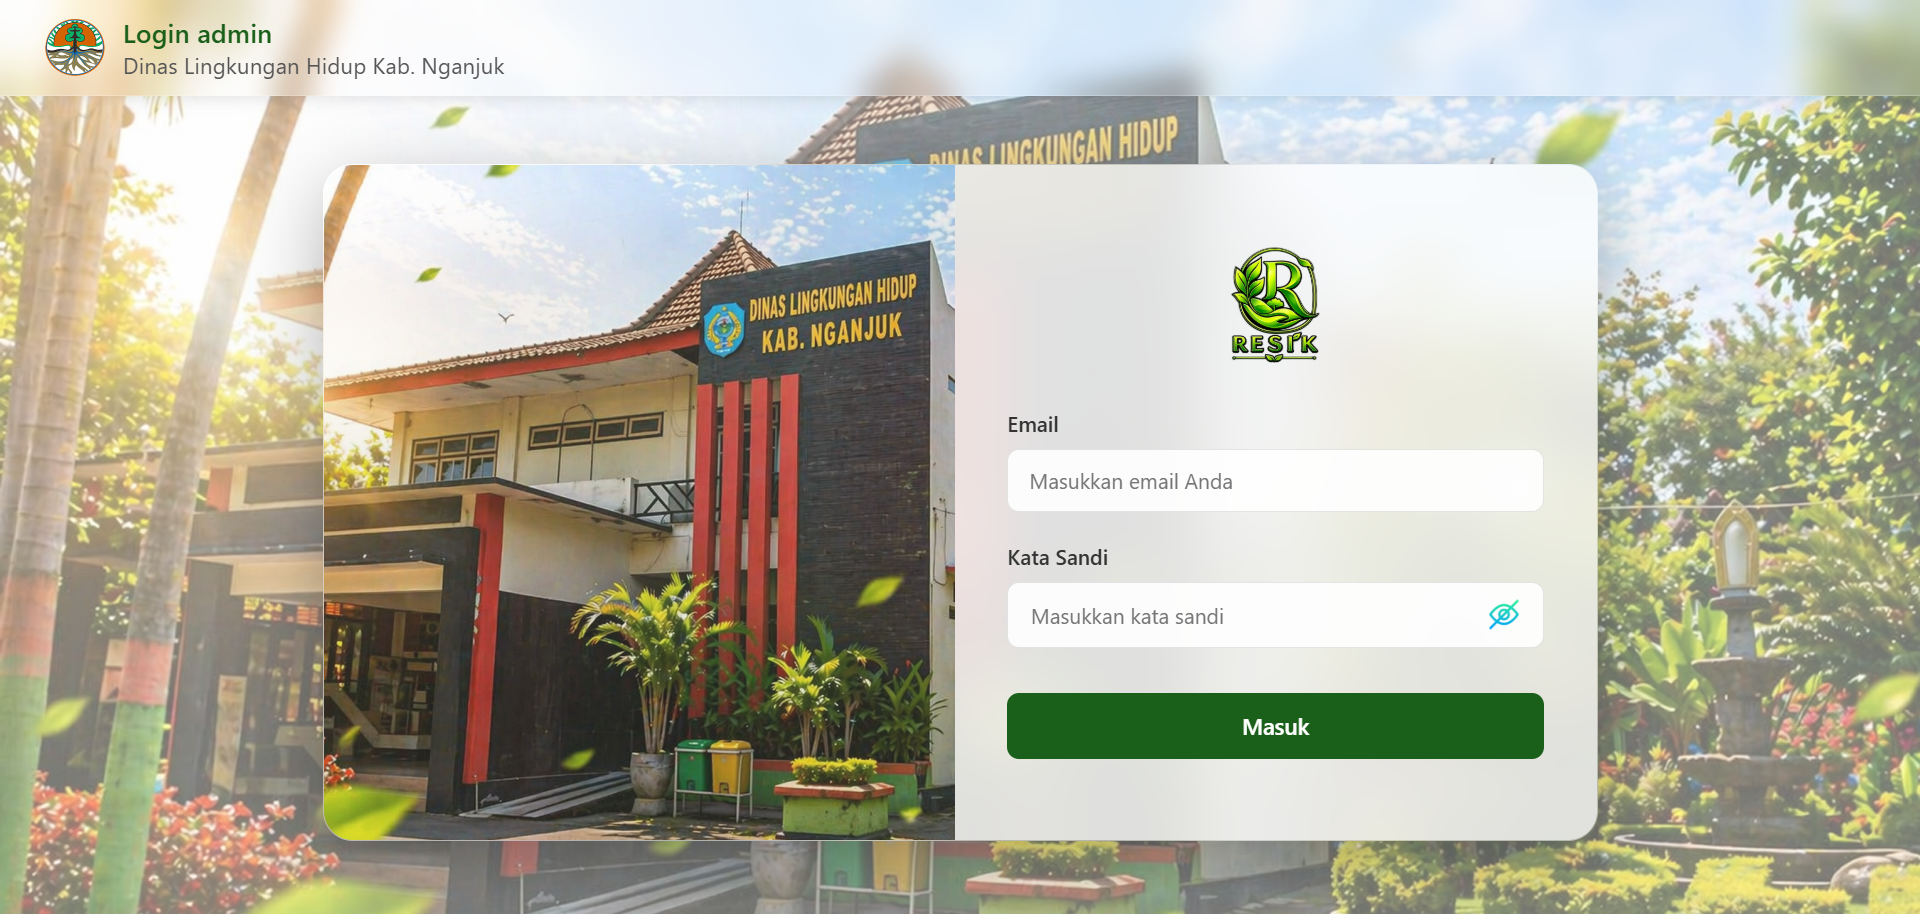 Login admin
Dinas Lingkungan Hidup Kab. Nganjuk
DINAS LINGKUNGAN HIDUP
DINAS LINGKUNGAN HIDUP
KAB. NGANJUK
RESIK
Email
Masukkan email Anda
Kata Sandi
Masukkan kata sandi
Masuk